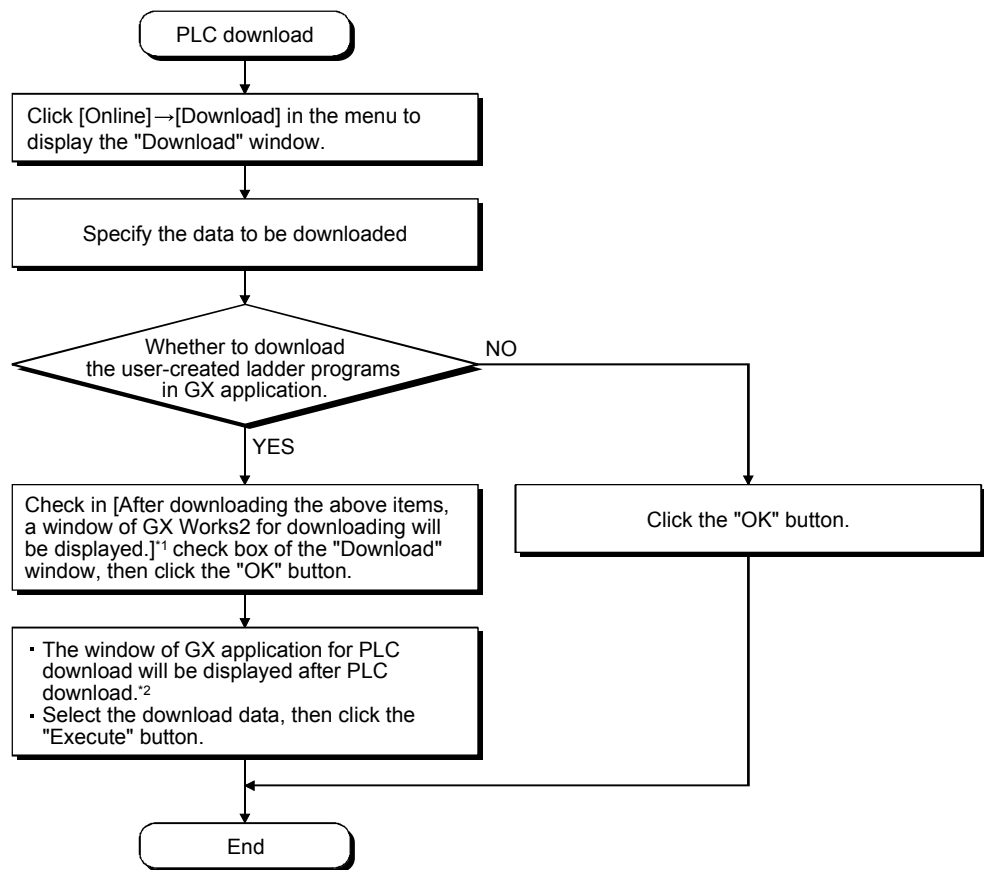 PLC download
Click [Online]→[Download] in the menu to
display the "Download" window.
Specify the data to be downloaded
Whether to download
the user-created ladder programs
in GX application.
NO
YES
Check in [After downloading the above items,
a window of GX Works2 for downloading will
be displayed.]*1 check box of the "Download"
window, then click the "OK" button.
Click the "OK" button.
· The window of GX application for PLC
download will be displayed after PLC
download.*2
· Select the download data, then click the
"Execute" button.
End